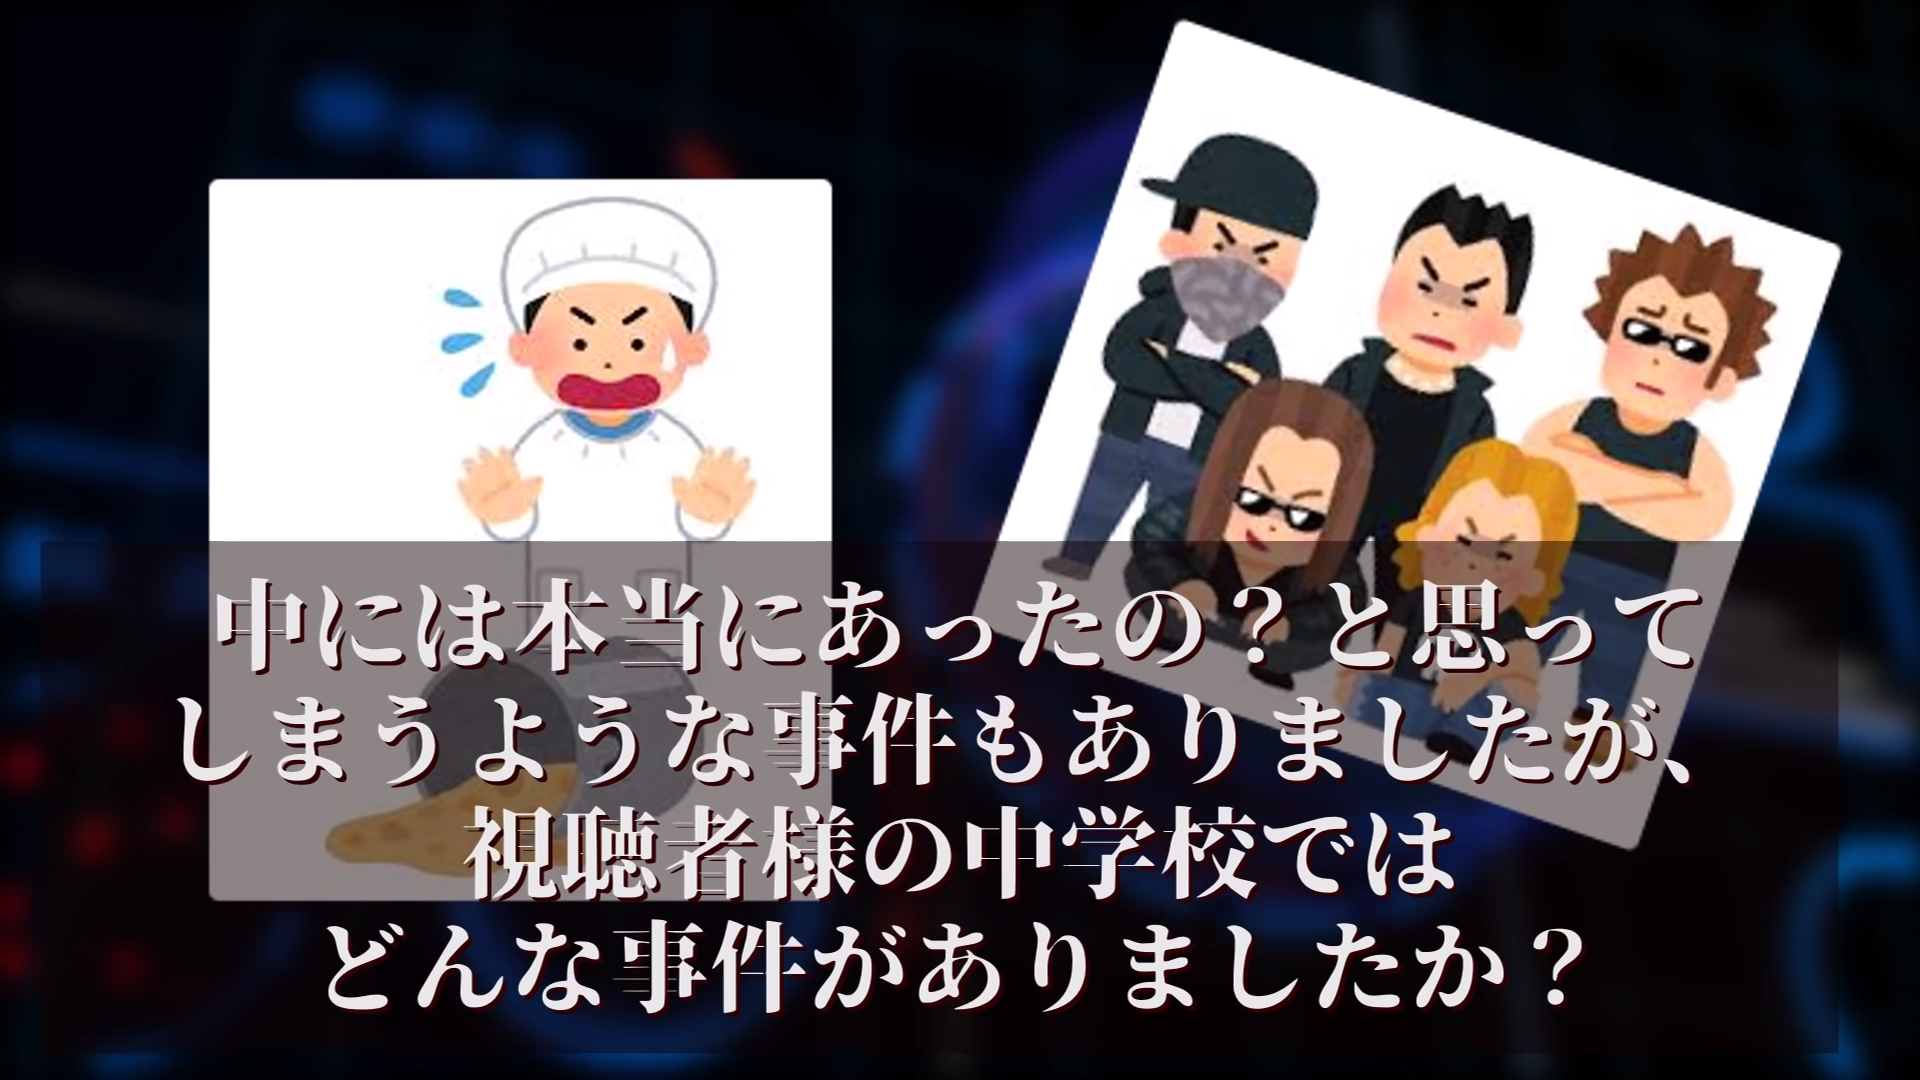 中には本当にあったの？と思って
しまうような事件もありましたが、
視聴者様の中学校では
どんな事件がありましたか？